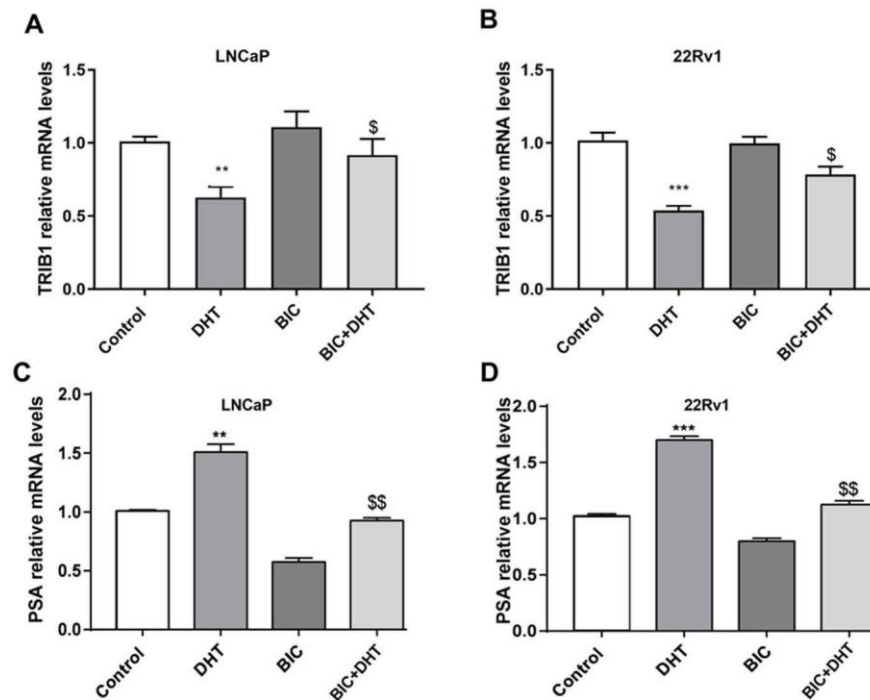 A
LNCaP
TRIB1 relative mRNA levels
1.5
1.0
0.5
0.0
**
$
Control
DHT
BIC
BIC+DHT
B
22Rv1
TRIB1 relative mRNA levels
1.5
1.0
0.5
0.0
***
$
Control
DHT
BIC
BIC+DHT
C
LNCaP
PSA relative mRNA levels
2.0
1.5
1.0
0.5
0.0
**
$$
Control
DHT
BIC
BIC+DHT
D
22Rv1
PSA relative mRNA levels
2.0
1.5
1.0
0.5
0.0
***
$$
Control
DHT
BIC
BIC+DHT